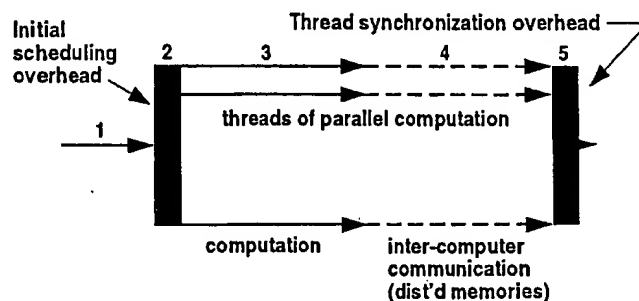 Initial
scheduling
overhead
Thread synchronization overhead
1
2
3
4
5
threads of parallel computation
computation
inter-computer
communication
(dist'd memories)